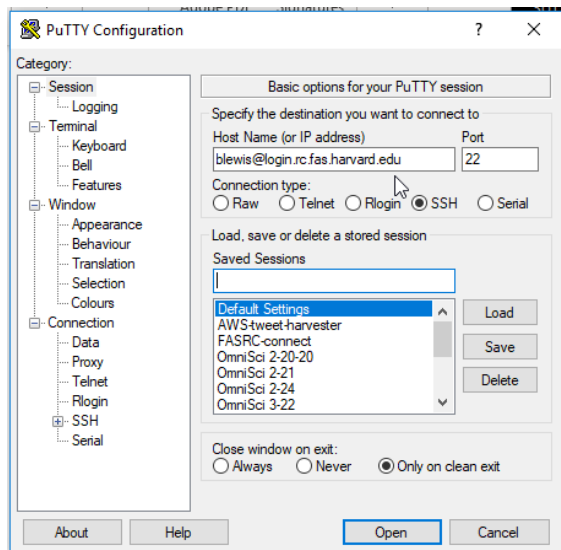 PuTTY Configuration
Category:
Session
Logging
Terminal
Keyboard
Bell
Features
Window
Appearance
Behaviour
Translation
Selection
Colours
Connection
Data
Proxy
Telnet
Rlogin
SSH
Serial
Basic options for your PuTTY session
Specify the destination you want to connect to
Host Name (or IP address) Port
blewis@login.rc.fas.harvard.edu 22
Connection type:
Raw Telnet Rlogin SSH Serial
Load, save or delete a stored session
Saved Sessions
Default Settings
AWS-tweet-harvester
FASRC-connect
OmniSci 2-20-20
OmniSci 2-21
OmniSci 2-24
OmniSci 3-22
Load
Save
Delete
Close window on exit:
Always Never Only on clean exit
About Help Open Cancel